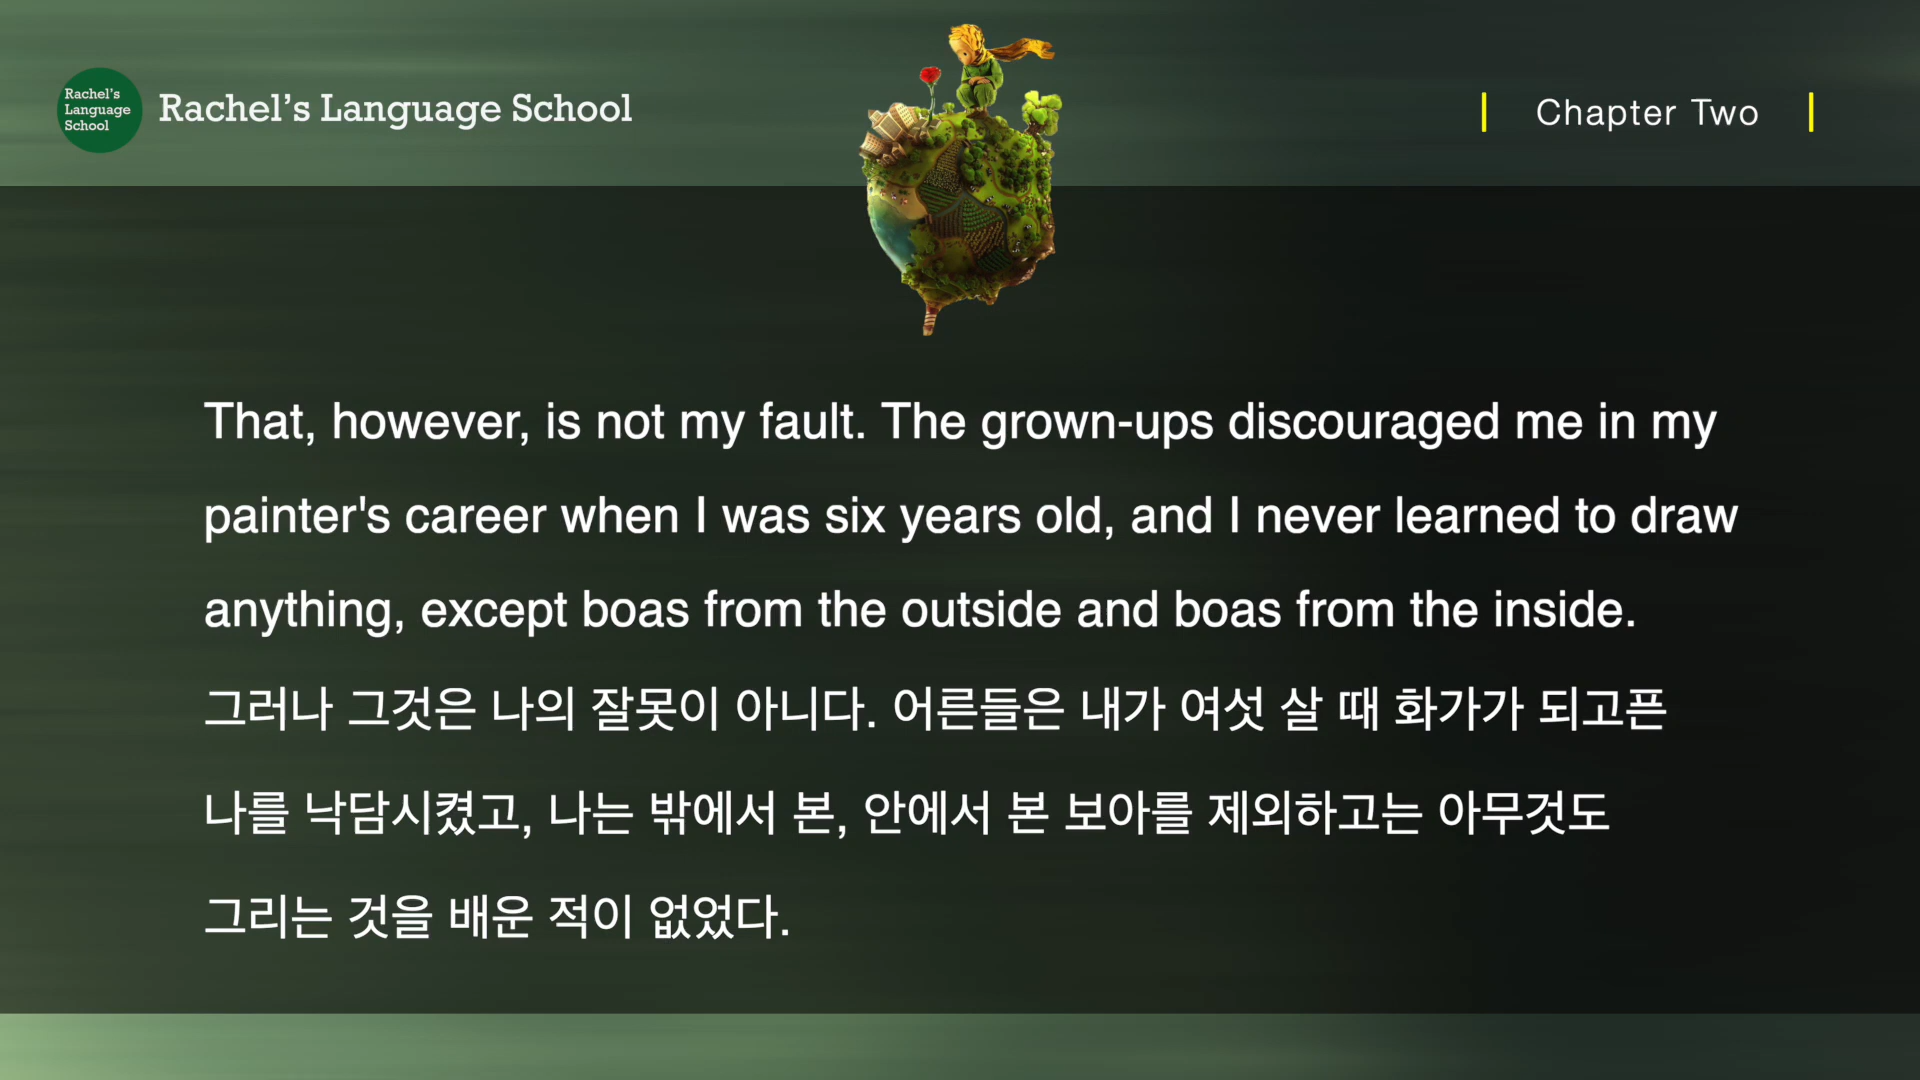 Rachel's
Language
School
Rachel's Language School
Chapter Two
That, however, is not my fault. The grown-ups discouraged me in my
painter's career when I was six years old, and I never learned to draw
anything, except boas from the outside and boas from the inside.
그러나 그것은 나의 잘못이 아니다. 어른들은 내가 여섯 살 때 화가가 되고픈
나를 낙담시켰고, 나는 밖에서 본, 안에서 본 보아를 제외하고는 아무것도
그리는 것을 배운 적이 없었다.